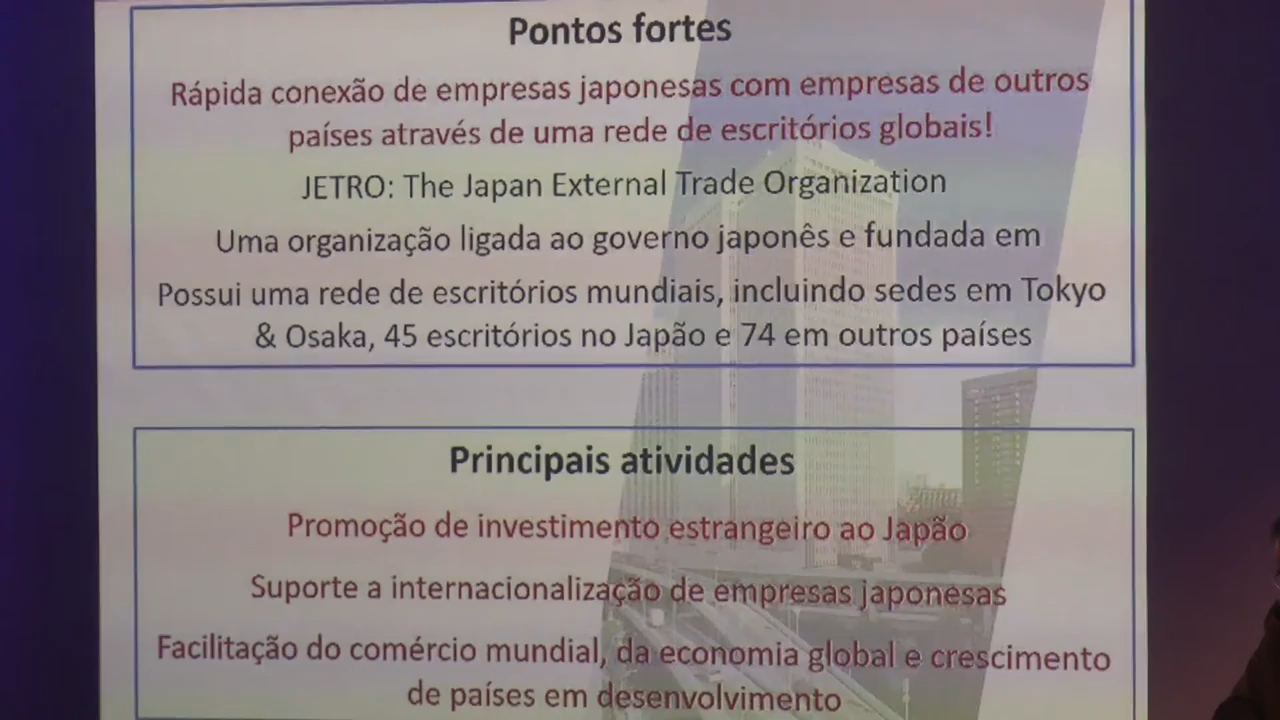 Pontos fortes
Rápida conexão de empresas japonesas com empresas de outros
países através de uma rede de escritórios globais!
JETRO: The Japan External Trade Organization
Uma organização ligada ao governo japonês e fundada em
Possui uma rede de escritórios mundiais, incluindo sedes em Tokyo
& Osaka, 45 escritórios no Japão e 74 em outros países
Principais atividades
Promoção de investimento estrangeiro ao Japão
Suporte a internacionalização de empresas japonesas
Facilitação do comércio mundial, da economia global e crescimento
de países em desenvolvimento